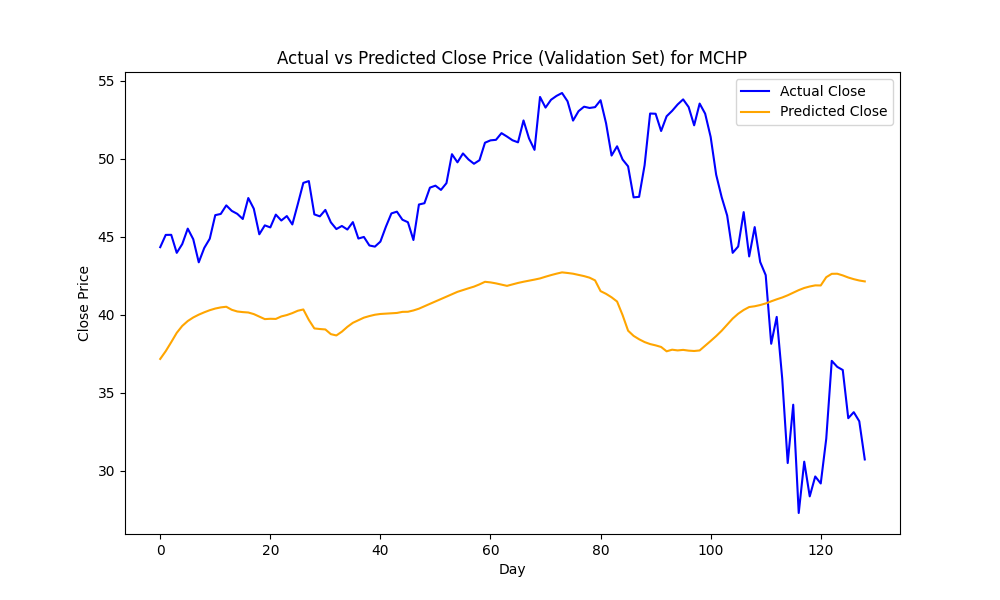 Actual vs Predicted Close Price (Validation Set) for MCHP
Actual Close
Predicted Close
Close Price
55
50
45
40
35
30
0 20 40 60 80 100 120
Day